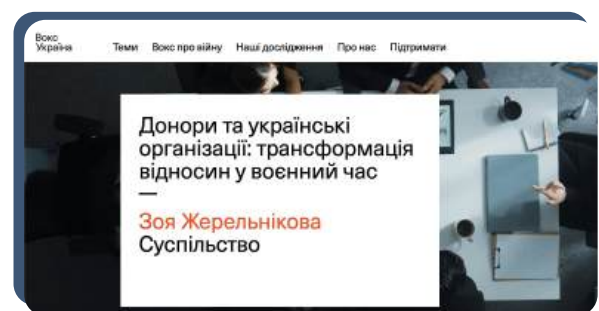 Вокс
Україна
Теми Вокс про війну Наші дослідження Про нас Підтримати
Донори та українські
організації: трансформація
відносин у воєнний час
—
Зоя Жерельнікова
Суспільство